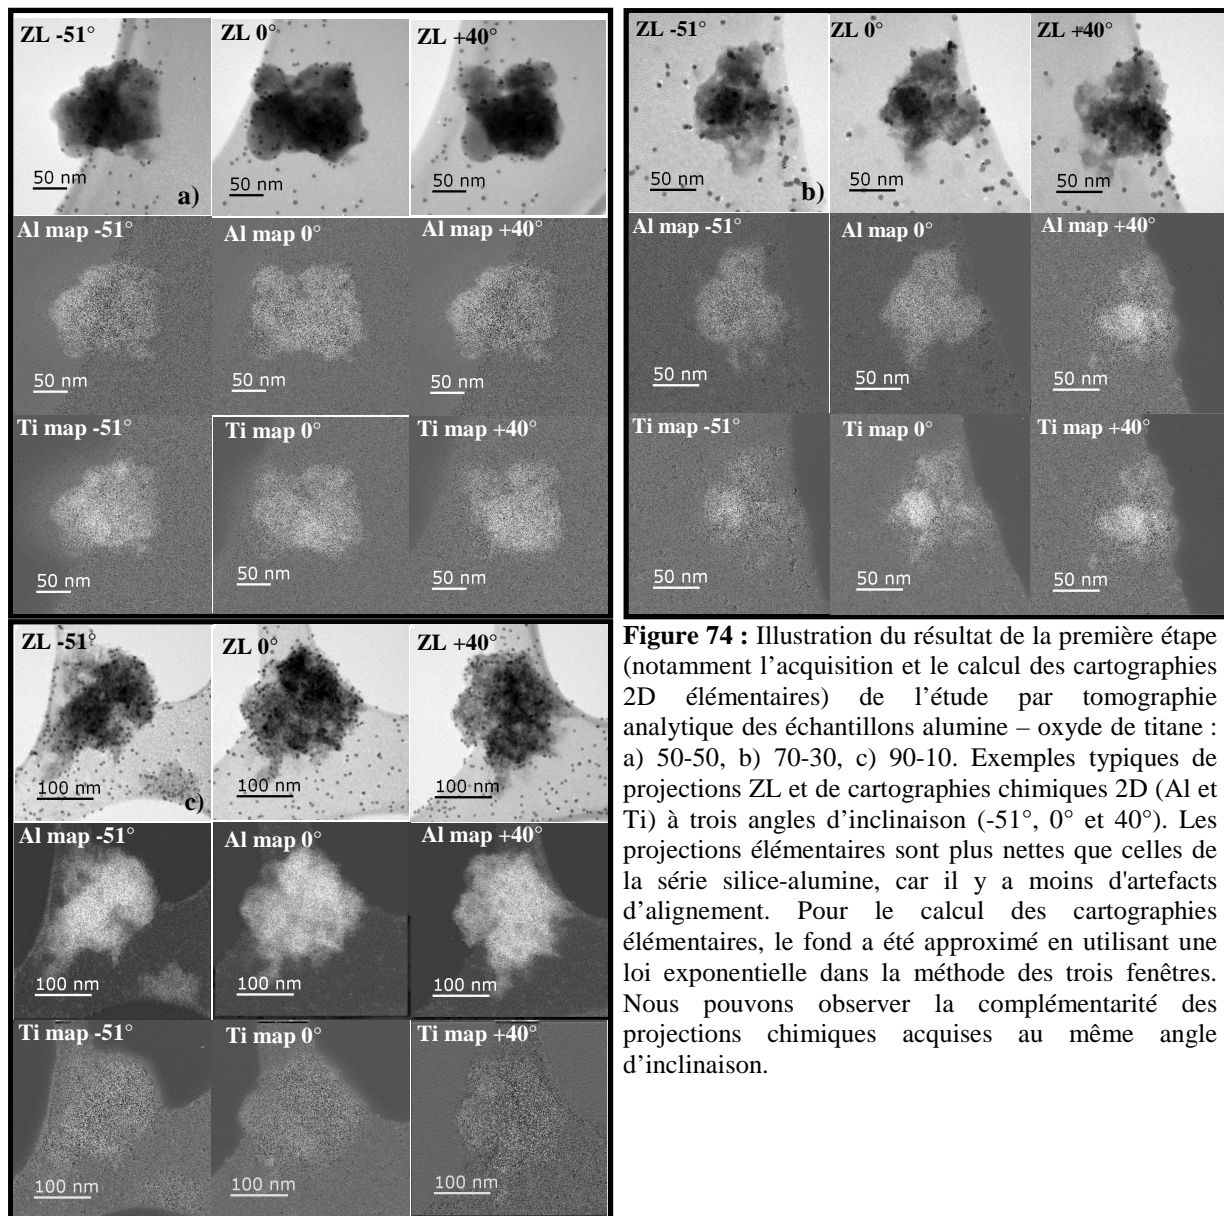 ZL -51°
ZL 0°
ZL +40°
50 nm
a)
50 nm
50 nm
Al map -51°
Al map 0°
Al map +40°
50 nm
50 nm
50 nm
Ti map -51°
Ti map 0°
Ti map +40°
50 nm
50 nm
50 nm
ZL -51°
ZL 0°
ZL +40°
50 nm
b)
50 nm
50 nm
Al map -51°
Al map 0°
Al map +40°
50 nm
50 nm
50 nm
Ti map -51°
Ti map 0°
Ti map +40°
50 nm
50 nm
50 nm
ZL -51°
ZL 0°
ZL +40°
100 nm
c)
100 nm
100 nm
Al map -51°
Al map 0°
Al map +40°
100 nm
100 nm
100 nm
Ti map -51°
Ti map 0°
Ti map +40°
100 nm
100 nm
100 nm
Figure 74 : Illustration du résultat de la première étape
(notamment l'acquisition et le calcul des cartographies
2D élémentaires) de l'étude par tomographie
analytique des échantillons alumine – oxyde de titane :
a) 50-50, b) 70-30, c) 90-10. Exemples typiques de
projections ZL et de cartographies chimiques 2D (Al et
Ti) à trois angles d'inclinaison (-51°, 0° et 40°). Les
projections élémentaires sont plus nettes que celles de
la série silice-alumine, car il y a moins d'artefacts
d'alignement. Pour le calcul des cartographies
élémentaires, le fond a été approximé en utilisant une
loi exponentielle dans la méthode des trois fenêtres.
Nous pouvons observer la complémentarité des
projections chimiques acquises au même angle
d'inclinaison.